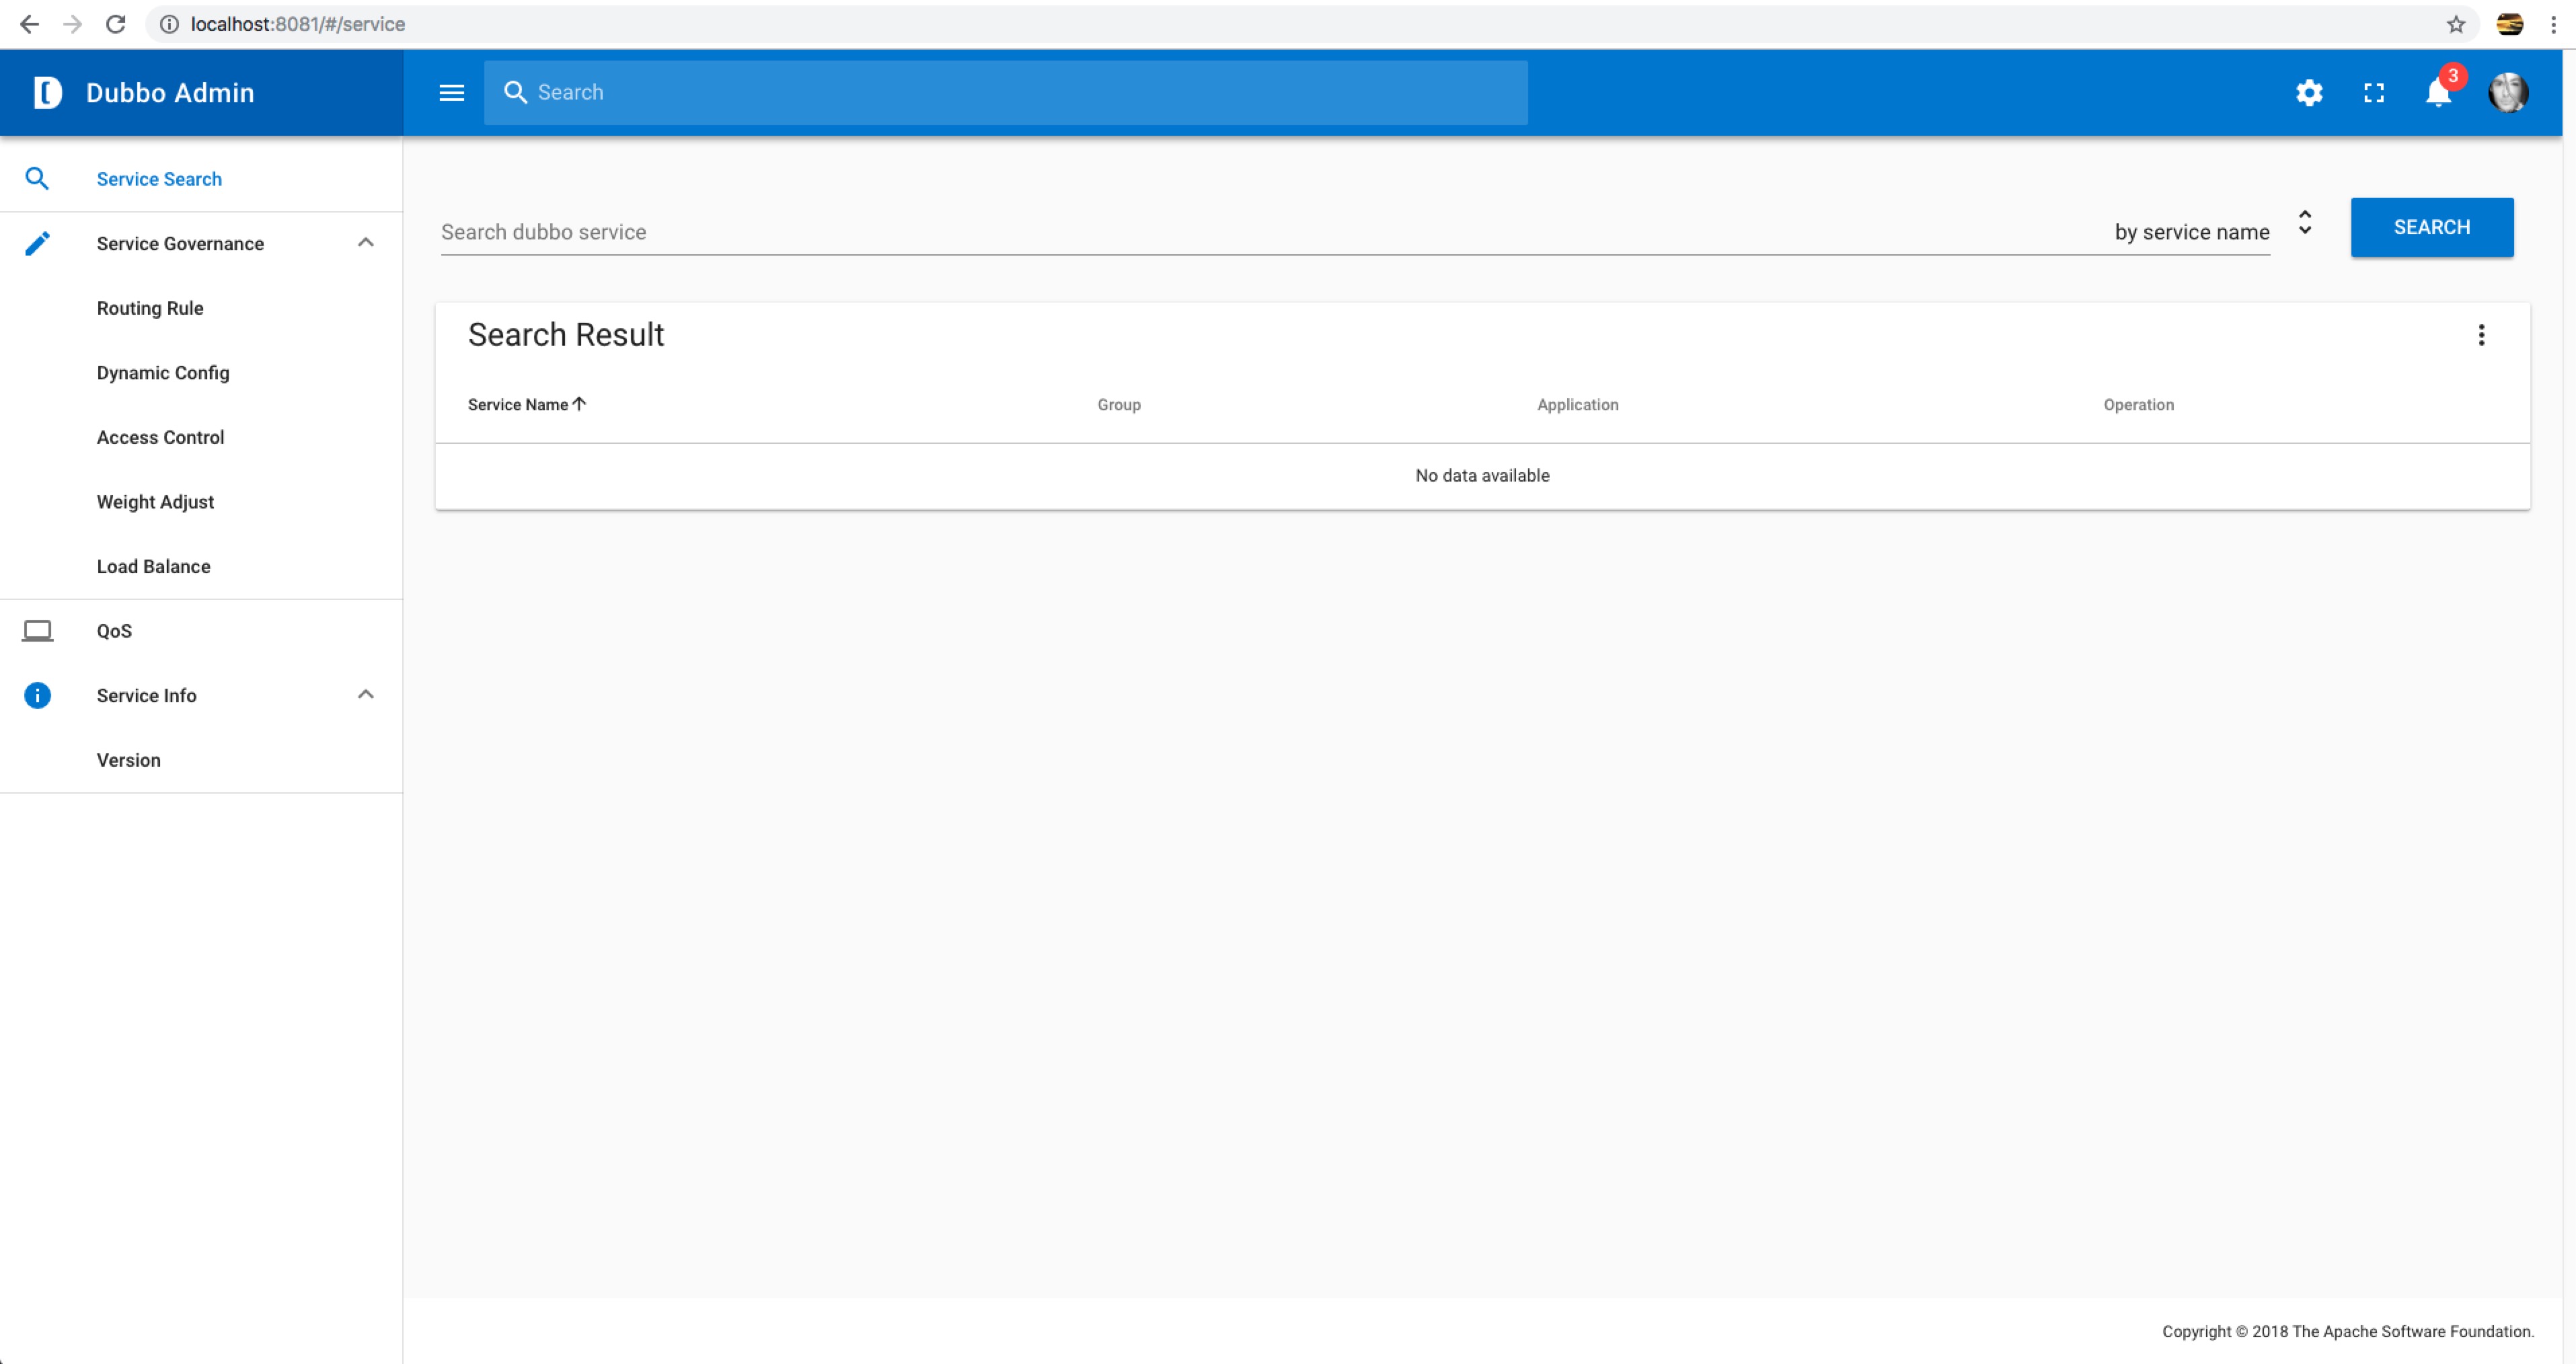 localhost:8081/#/service
Dubbo Admin
Search
3
Service Search
Service Governance
Routing Rule
Dynamic Config
Access Control
Weight Adjust
Load Balance
QoS
Service Info
Version
Search dubbo service
by service name
SEARCH
Search Result
Service Name Group Application Operation
No data available
Copyright © 2018 The Apache Software Foundation.